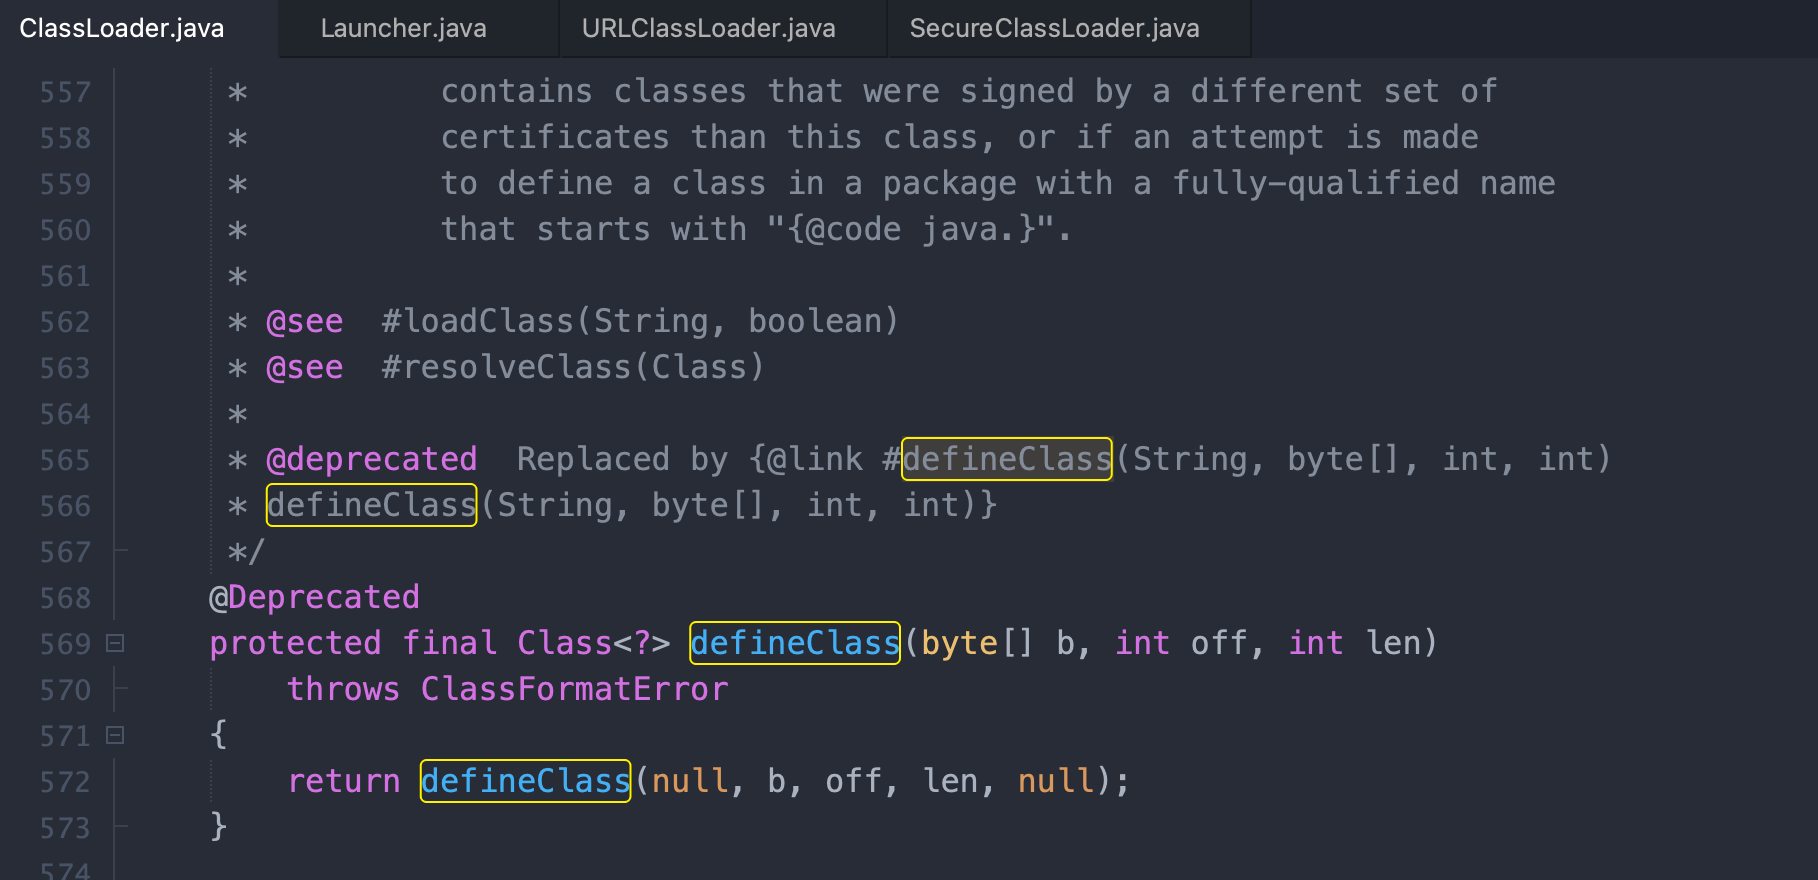 ClassLoader.java Launcher.java URLClassLoader.java SecureClassLoader.java
557 * contains classes that were signed by a different set of
558 * certificates than this class, or if an attempt is made
559 * to define a class in a package with a fully-qualified name
560 * that starts with "{@code java.}".
561 *
562 * @see #loadClass(String, boolean)
563 * @see #resolveClass(Class)
564 *
565 * @deprecated Replaced by {@link #defineClass(String, byte[], int, int)
566 * defineClass(String, byte[], int, int)}
567 */
568 @Deprecated
569 protected final Class<?> defineClass(byte[] b, int off, int len)
570 throws ClassFormatError
571 {
572 return defineClass(null, b, off, len, null);
573 }
574